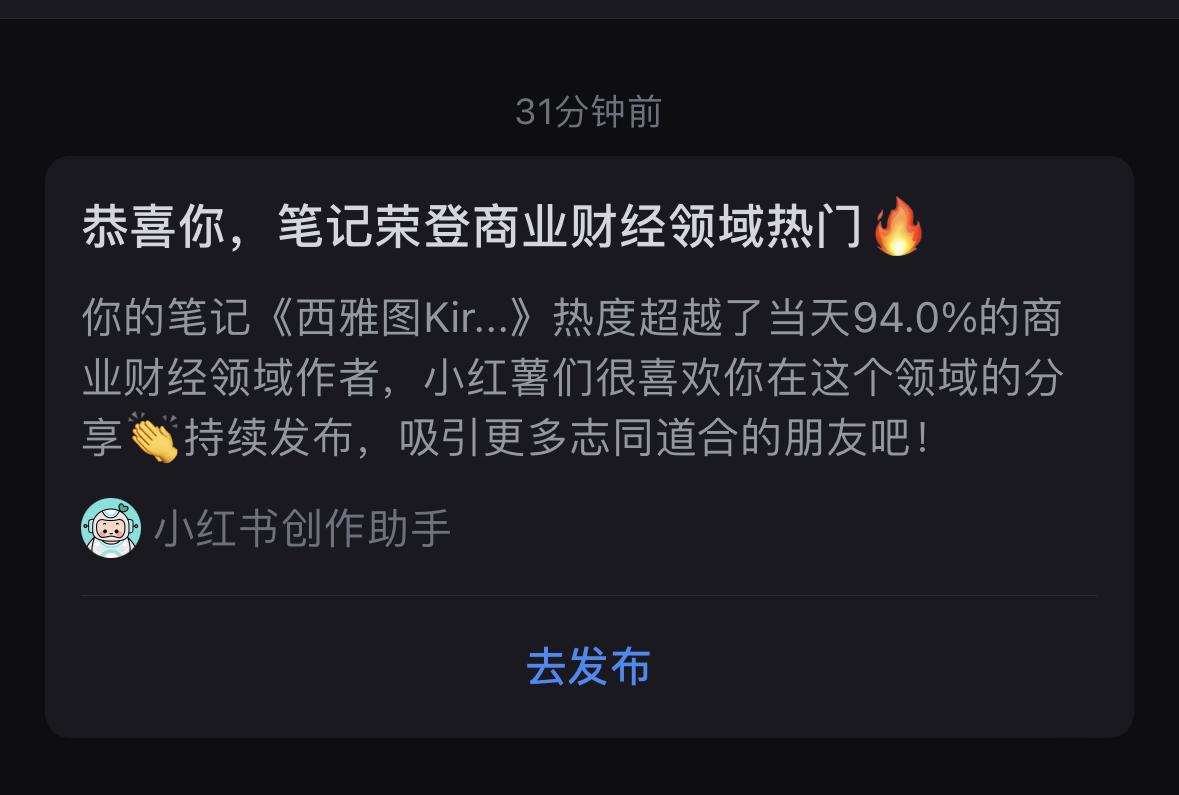 31分钟前
恭喜你，笔记荣登商业财经领域热门🔥
你的笔记《西雅图Kir...》热度超越了当天94.0%的商
业财经领域作者，小红薯们很喜欢你在这个领域的分
享👏持续发布，吸引更多志同道合的朋友吧！
小红书创作助手
去发布